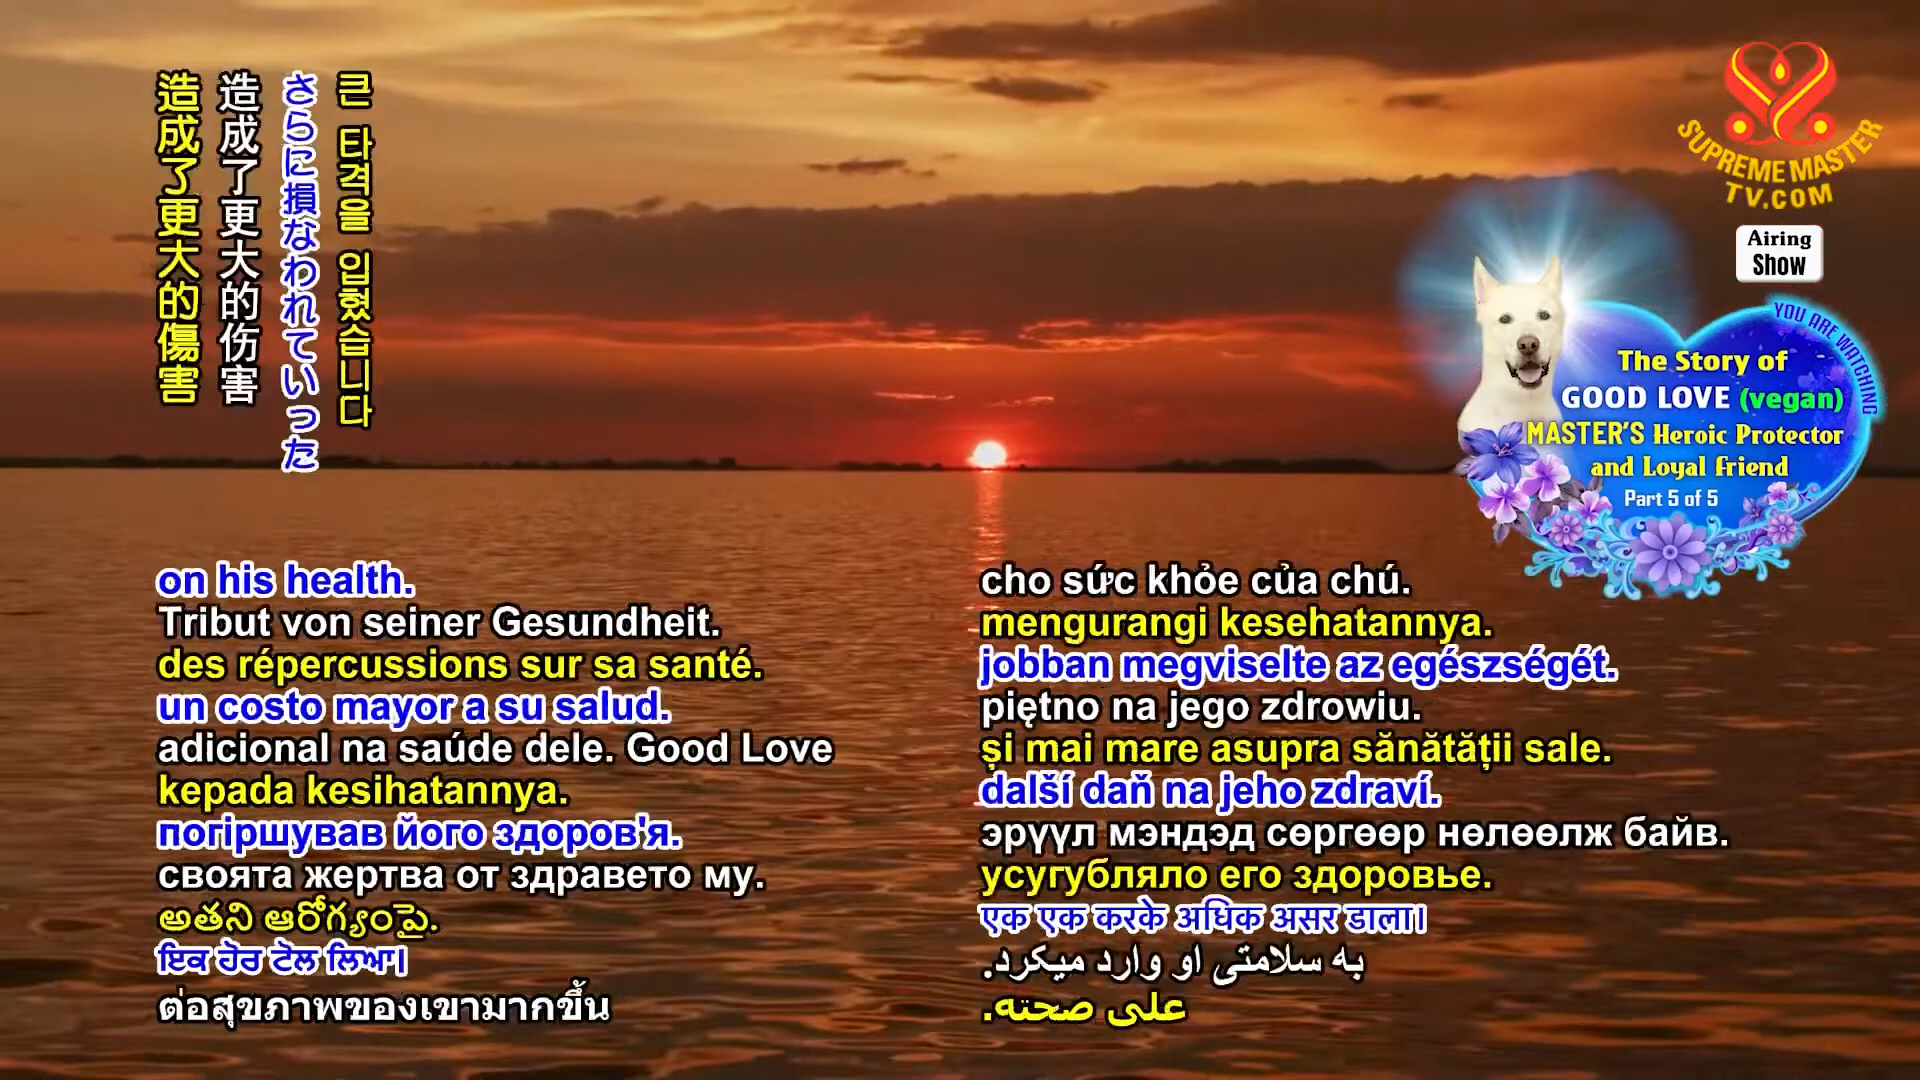 造成了更大的傷害
造成了更大的伤害
さらに損なわれていった
큰 타격을 입혔습니다
SUPREME MASTER
TV.COM
Airing
Show
YOU ARE WATCHING
The Story of
GOOD LOVE (vegan)
MASTER'S Heroic Protector
and Loyal Friend
Part 5 of 5
on his health.
Tribut von seiner Gesundheit.
des répercussions sur sa santé.
un costo mayor a su salud.
adicional na saúde dele. Good Love
kepada kesihatannya.
погіршував його здоров'я.
своята жертва от здравето му.
అతని ఆరోగ్యంపై.
ਇਕ ਹੋਰ ਟੋਲ ਲਿਆ।
ต่อสุขภาพของเขามากขึ้น
cho sức khỏe của chú.
mengurangi kesehatannya.
jobban megviselte az egészségét.
piętno na jego zdrowiu.
și mai mare asupra sănătății sale.
další daň na jeho zdraví.
эрүүл мэндэд сөргөөр нөлөөлж байв.
усугубляло его здоровье.
एक एक करके अधिक असर डाला।
به سلامتی او وارد میکرد.
على صحته.